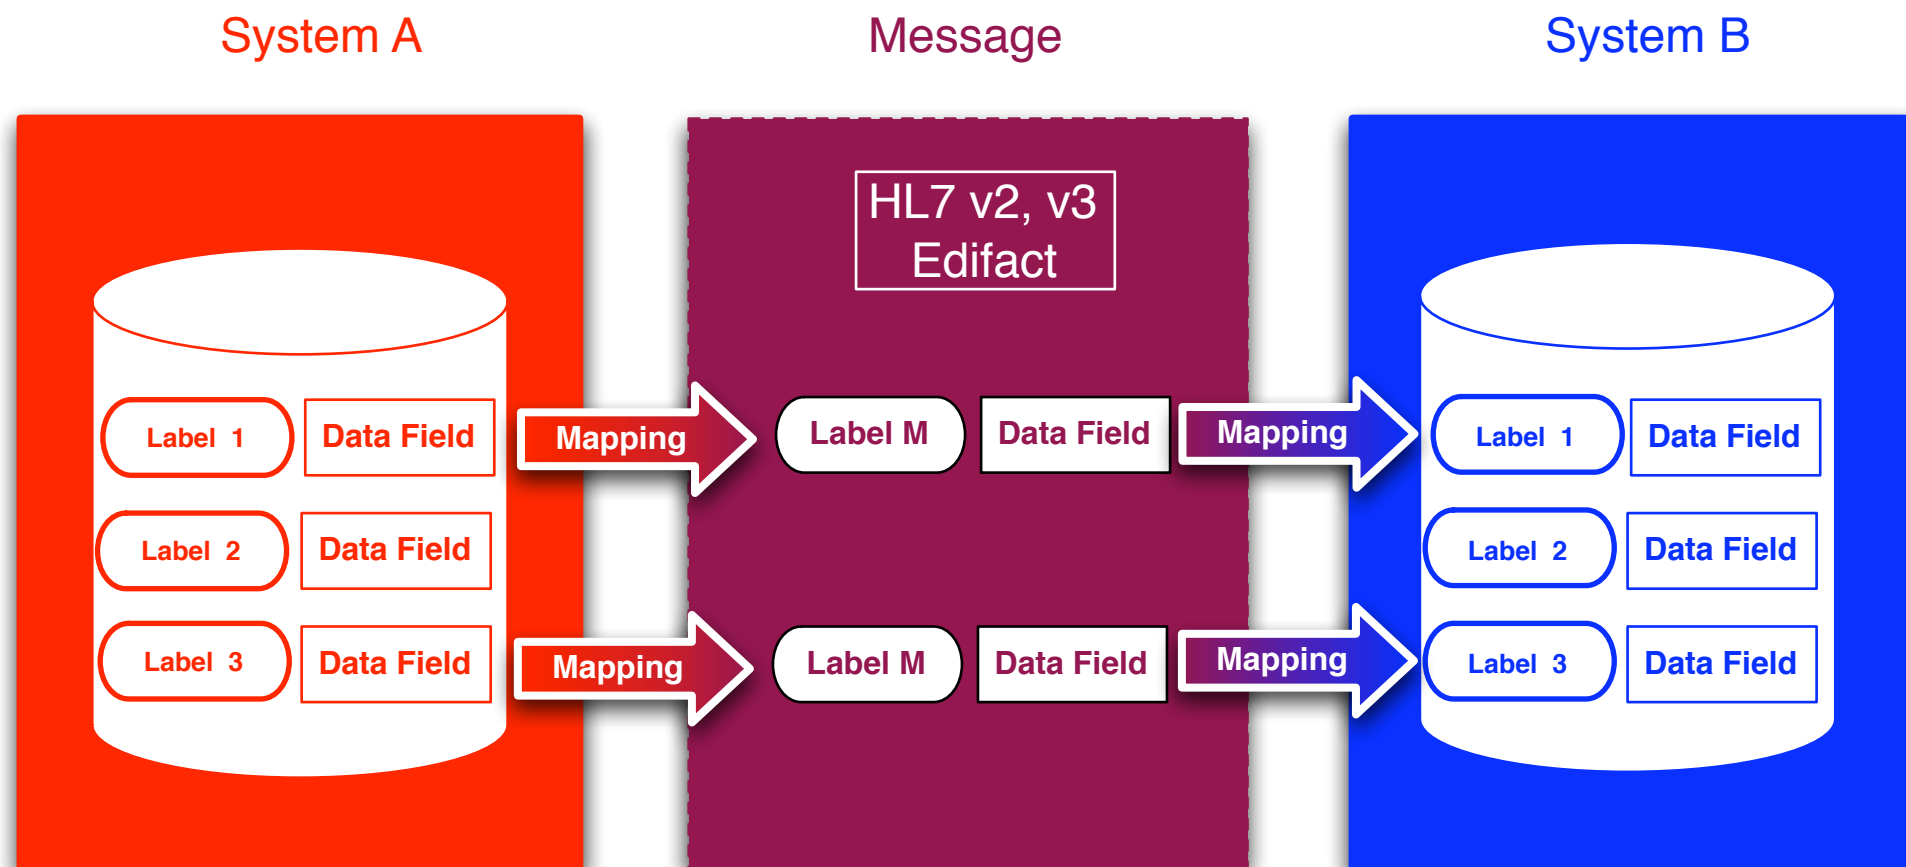 System A
Message
System B
HL7 v2, v3
Edifact
Label 1
Data Field
Mapping
Label M
Data Field
Mapping
Label 1
Data Field
Label 2
Data Field
Label 2
Data Field
Label 3
Data Field
Mapping
Label M
Data Field
Mapping
Label 3
Data Field